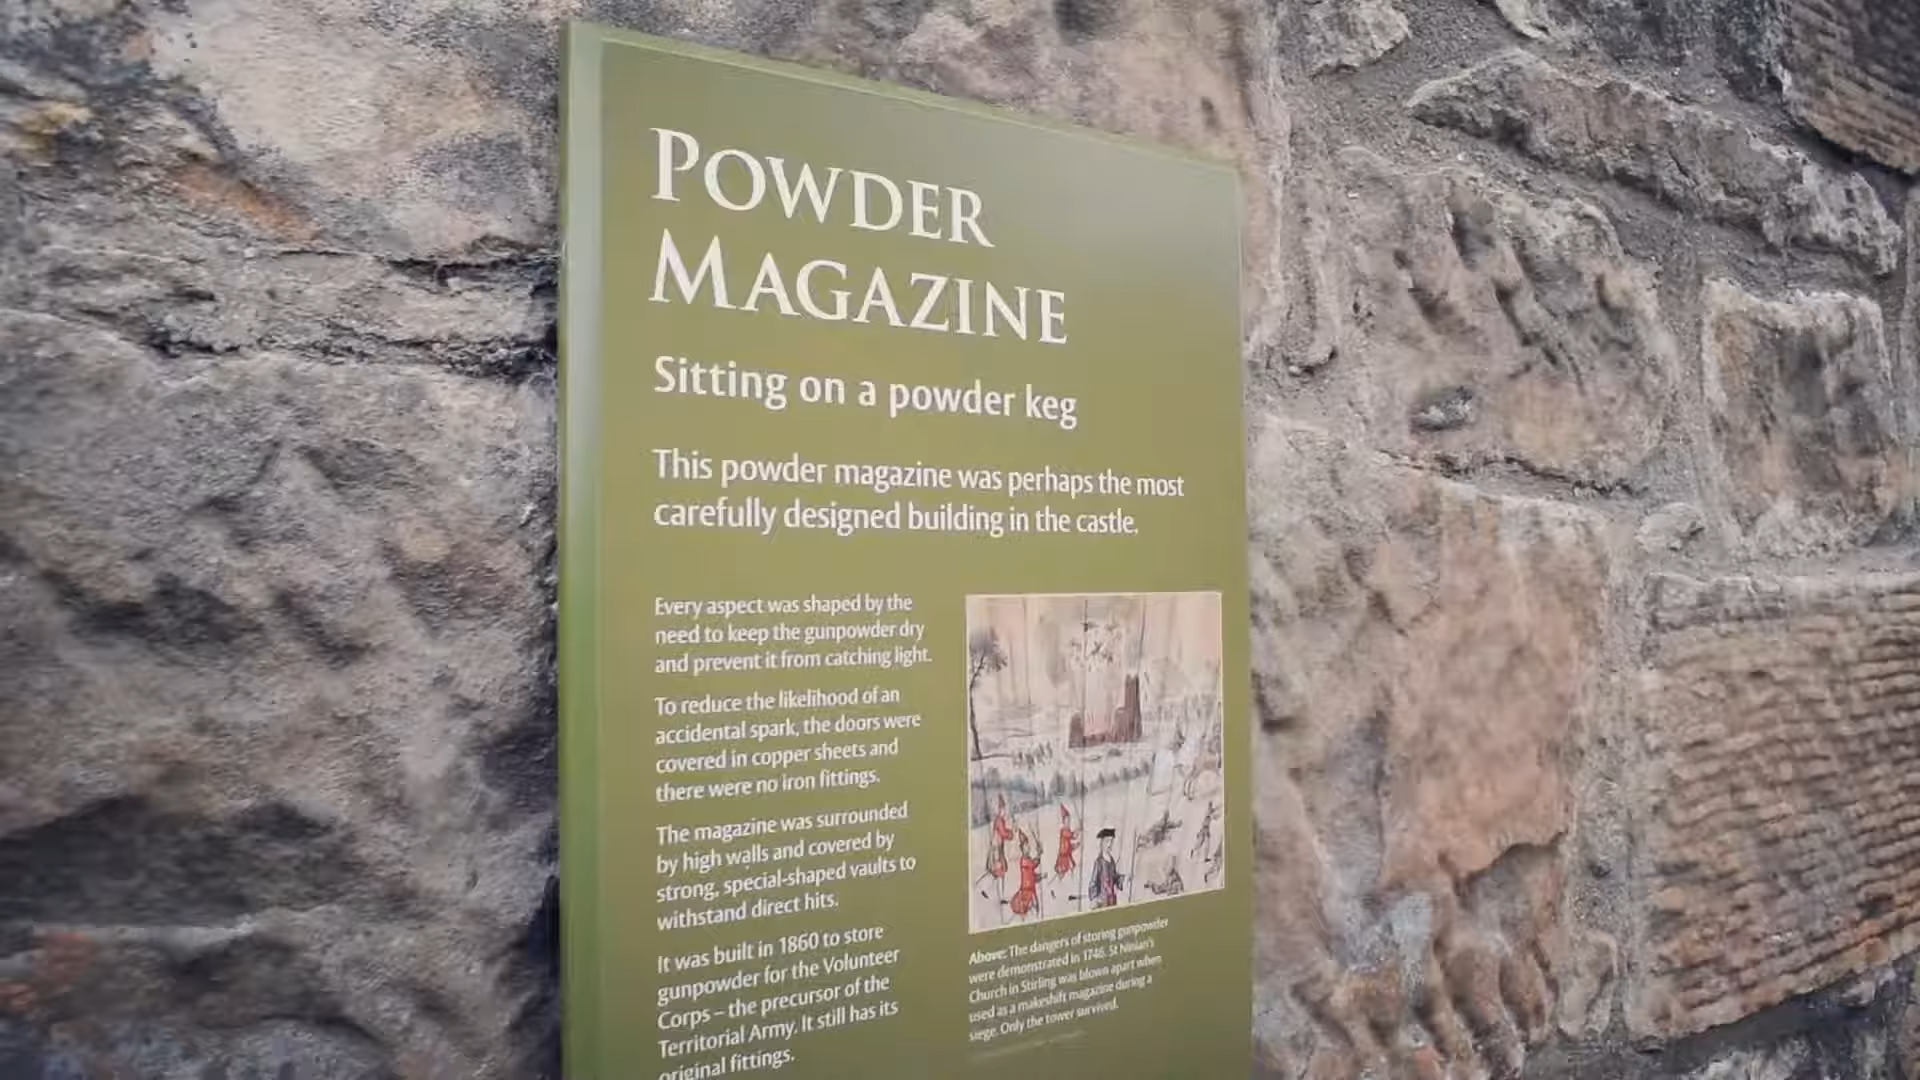 POWDER
MAGAZINE
Sitting on a powder keg
This powder magazine was perhaps the most
carefully designed building in the castle.
Every aspect was shaped by the
need to keep the gunpowder dry
and prevent it from catching light.
To reduce the likelihood of an
accidental spark, the doors were
covered in copper sheets and
there were no iron fittings.
The magazine was surrounded
by high walls and covered by
strong, special-shaped vaults to
withstand direct hits.
It was built in 1860 to store
gunpowder for the Volunteer
Corps – the precursor of the
Territorial Army. It still has its
original fittings.
Above: The dangers of storing gunpowder
were demonstrated in 1746. St Ninian's
Church in Stirling was blown apart when
used as a makeshift magazine during a
siege. Only the tower survived.